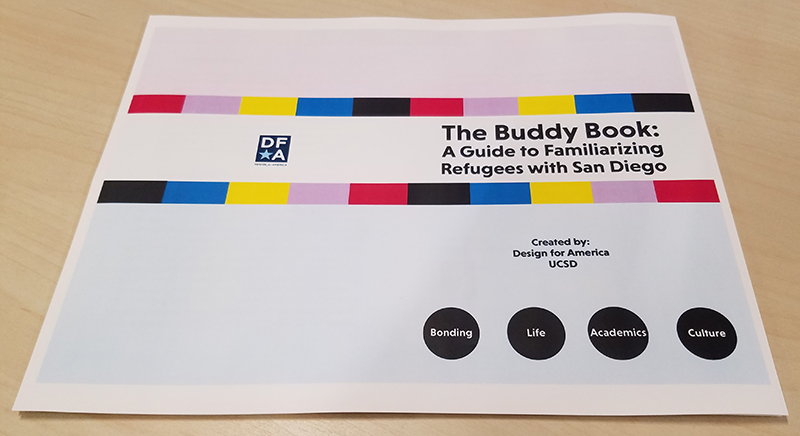 DF
A
DESIGN for AMERICA
The Buddy Book:
A Guide to Familiarizing
Refugees with San Diego
Created by:
Design for America
UCSD
Bonding
Life
Academics
Culture